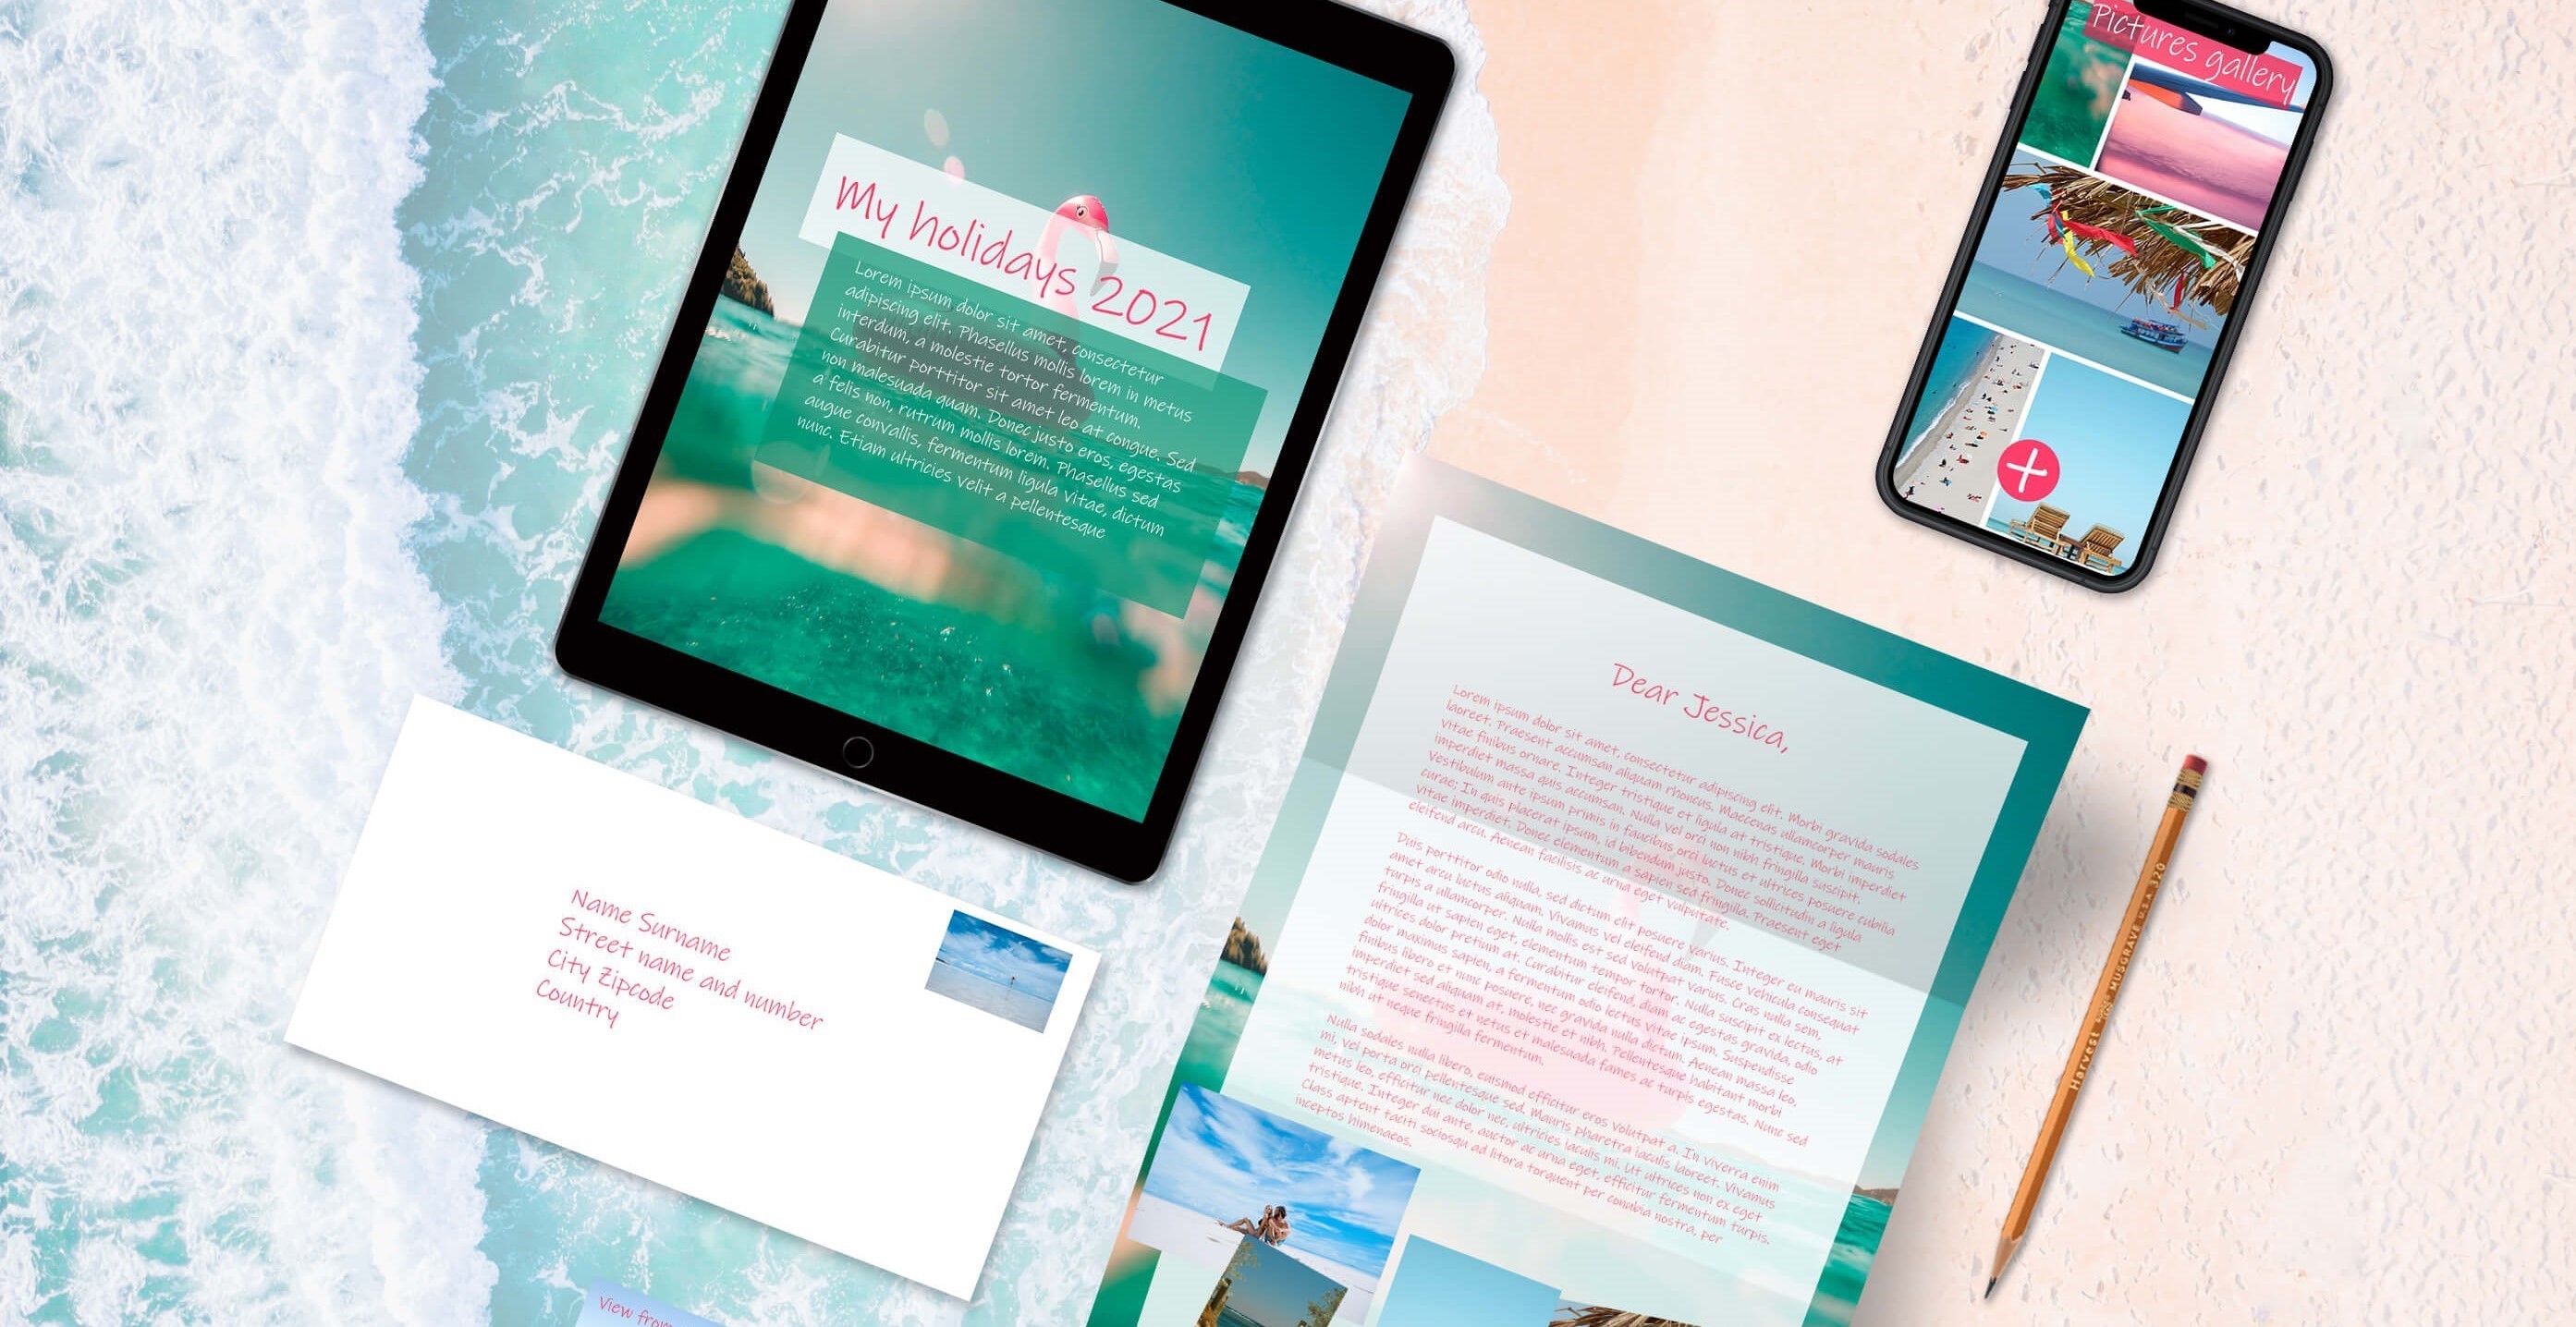 My holidays 2021
Lorem ipsum dolor sit amet, consectetur
adipiscing elit. Phasellus mollis lorem in metus
interdum, a molestie tortor fermentum.
Curabitur porttitor sit amet leo at congue. Sed
non malesuada quam. Donec justo eros, egestas
a felis non, rutrum mollis lorem. Phasellus sed
augue convallis, fermentum ligula vitae, dictum
nunc. Etiam ultricies velit a pellentesque
Pictures gallery
Dear Jessica,
Lorem ipsum dolor sit amet, consectetur adipiscing elit. Morbi gravida sodales
laoreet. Praesent accumsan aliquam rhoncus. Maecenas ullamcorper mauris
vitae finibus ornare. Integer tristique et ligula at tristique. Morbi imperdiet
imperdiet massa quis accumsan. Nulla vel orci non nibh fringilla suscipit.
Vestibulum ante ipsum primis in faucibus orci luctus et ultrices posuere cubilia
curae; In quis placerat ipsum, id bibendum justo. Donec sollicitudin a ligula
vitae imperdiet. Donec elementum a sapien sed fringilla. Praesent eget
eleifend arcu. Aenean facilisis ac urna eget vulputate.
Duis porttitor odio nulla, sed dictum elit posuere varius. Integer eu mauris sit
amet arcu luctus aliquam. Vivamus vel eleifend diam. Fusce vehicula consequat
turpis a ullamcorper. Nulla mollis est sed volutpat varius. Cras nulla sem,
fringilla ut sapien eget, elementum tempor tortor. Nulla suscipit ex lectus, at
ultrices dolor pretium at. Curabitur eleifend, diam ac egestas gravida, odio
dolor maximus sapien, a fermentum odio lectus vitae ipsum. Suspendisse
finibus libero et nunc posuere, nec gravida nulla dictum. Aenean massa leo,
imperdiet sed aliquam at, molestie et nibh. Pellentesque habitant morbi
tristique senectus et netus et malesuada fames ac turpis egestas. Nunc sed
nibh ut neque fringilla fermentum.
Nulla sodales nulla libero, euismod efficitur eros volutpat a. In viverra enim
mi, vel porta orci pellentesque sed. Mauris pharetra iaculis laoreet. Vivamus
metus leo, efficitur nec dolor nec, ultricies iaculis mi. Ut ultrices non ex eget
tristique. Integer dui ante, auctor ac urna eget, efficitur fermentum turpis.
Class aptent taciti sociosqu ad litora torquent per conubia nostra, per
inceptos himenaeos.
Name Surname
Street name and number
City Zipcode
Country
Harvest MUSGRAVE U.S.A. 320
View from